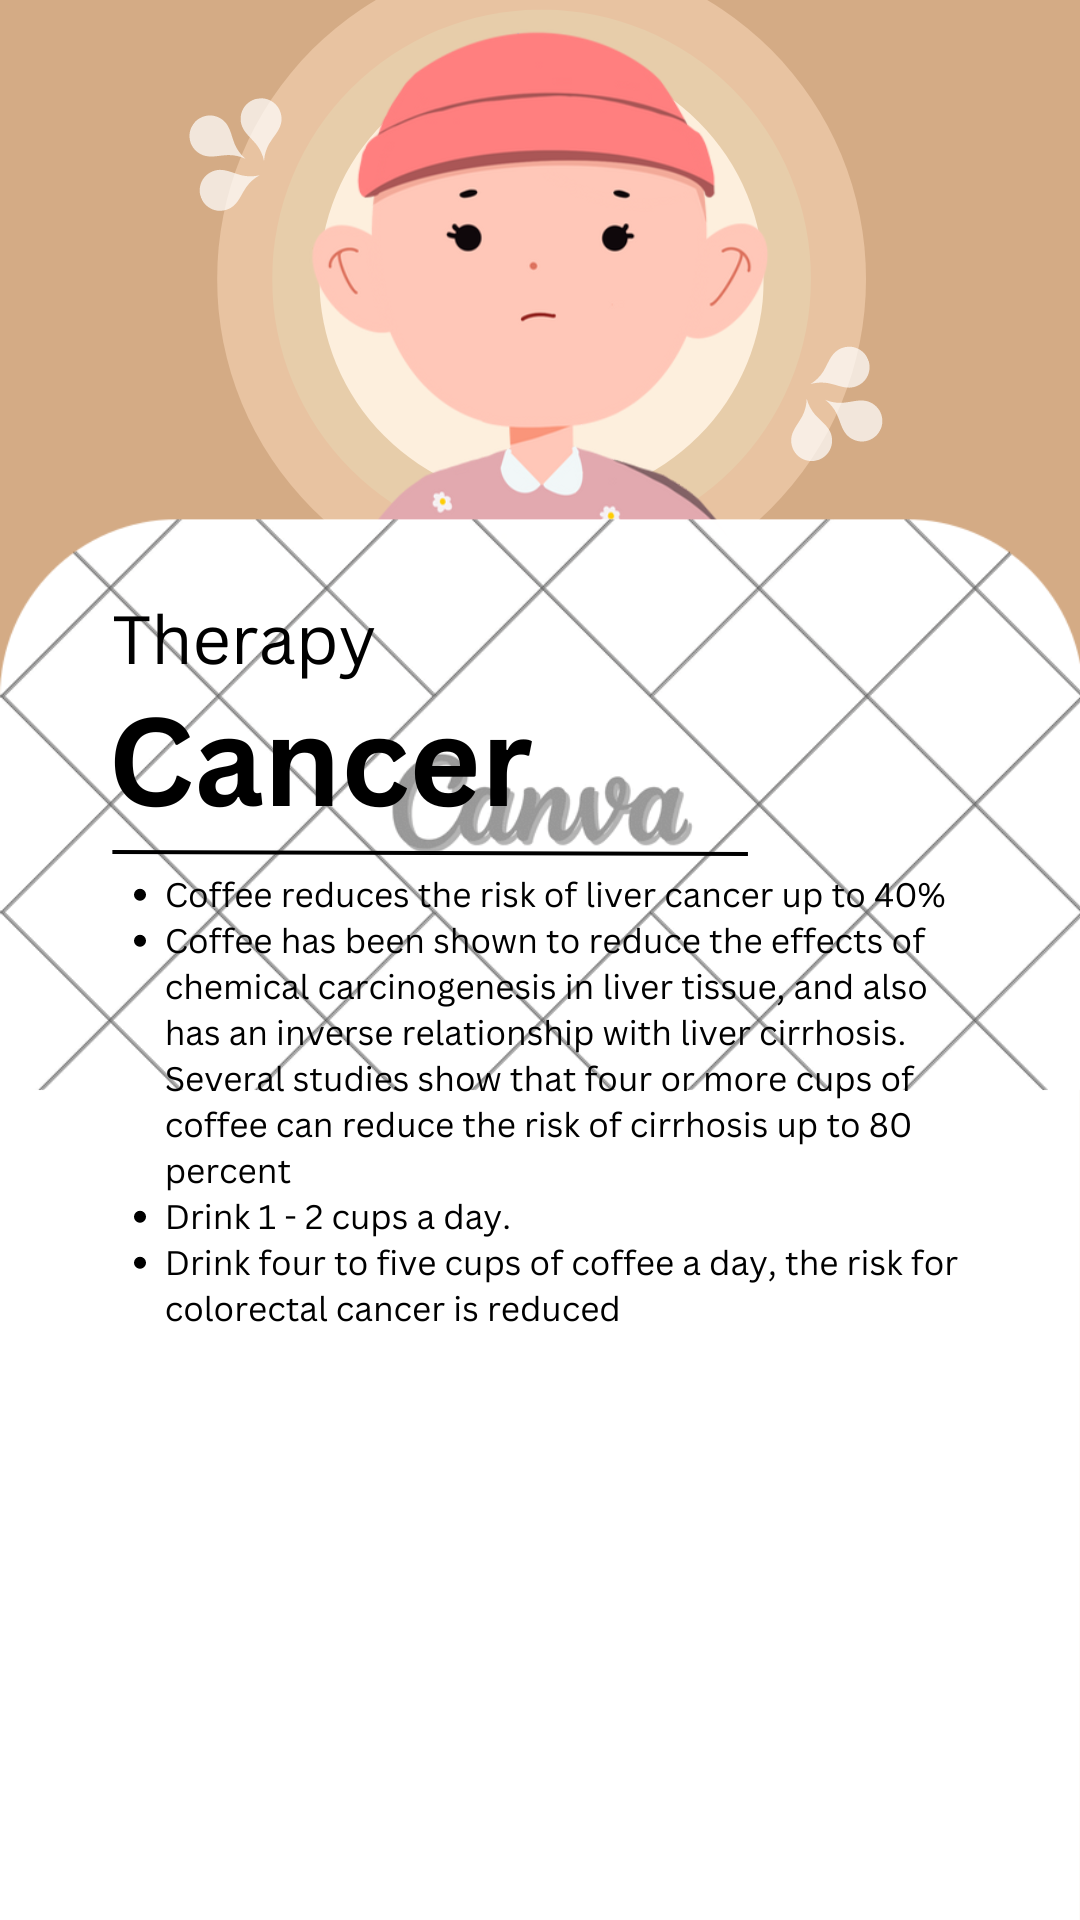 Therapy
Cancer
Canva
• Coffee reduces the risk of liver cancer up to 40%
• Coffee has been shown to reduce the effects of
chemical carcinogenesis in liver tissue, and also
has an inverse relationship with liver cirrhosis.
Several studies show that four or more cups of
coffee can reduce the risk of cirrhosis up to 80
percent
• Drink 1 - 2 cups a day.
• Drink four to five cups of coffee a day, the risk for
colorectal cancer is reduced